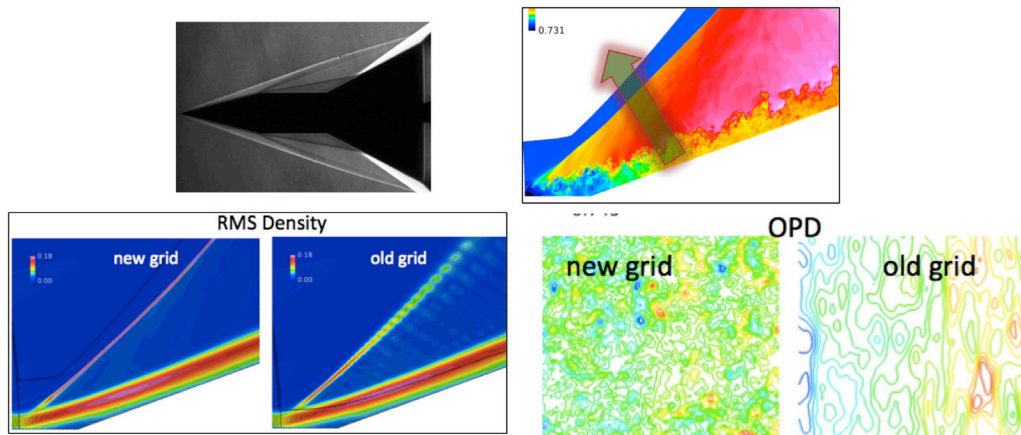 0.731
RMS Density
0.18
0.00
new grid
0.18
0.00
old grid
OPD
new grid
old grid